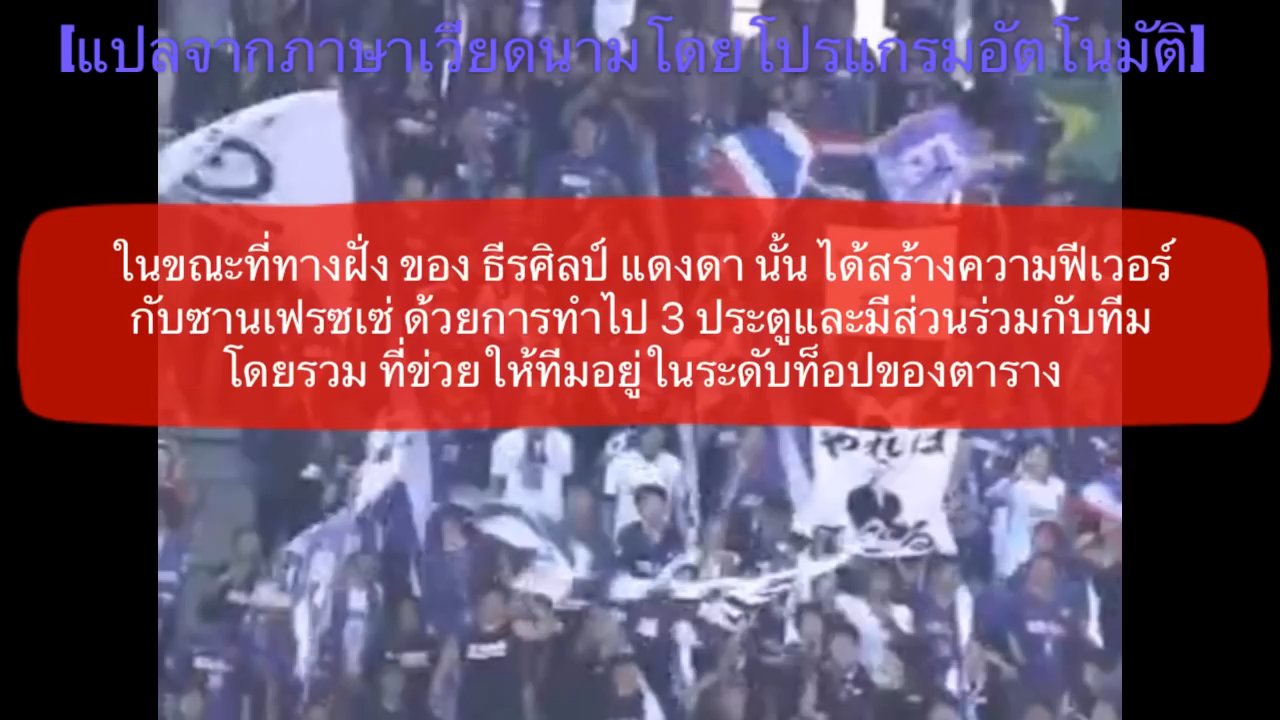 [แปลจากภาษาเวียดนามโดยโปรแกรมอัตโนมัติ]
ในขณะที่ทางฝั่ง ของ ธีรศิลป์ แดงดา นั้น ได้สร้างความฟีเวอร์
กับซานเฟรซเซ่ ด้วยการทำไป 3 ประตูและมีส่วนร่วมกับทีม
โดยรวม ที่ข่วยให้ทีมอยู่ในระดับท็อปของตาราง
やれば